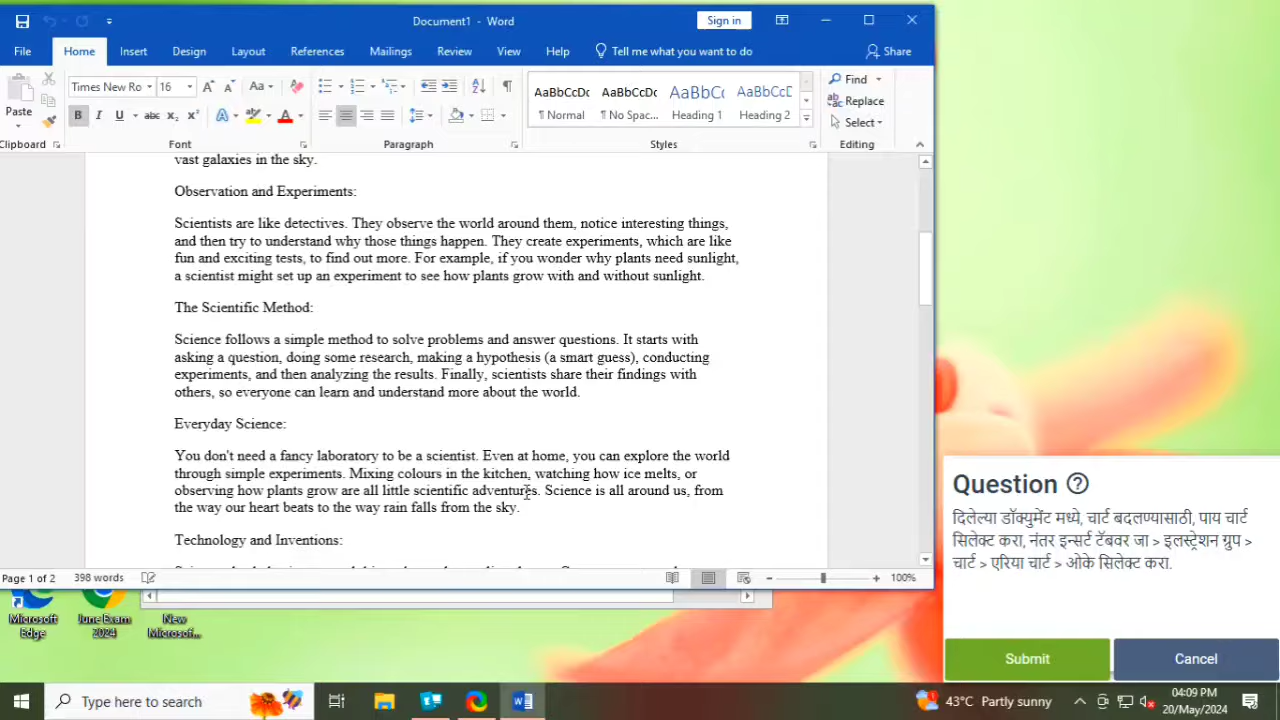 Document1 - Word
Sign in
File Home Insert Design Layout References Mailings Review View Help Tell me what you want to do Share
Paste
Times New Ro 16
Clipboard Font Paragraph Styles Editing
AaBbCcDc AaBbCcDc AaBbCc AaBbCcD
¶ Normal ¶ No Spac... Heading 1 Heading 2
Find
Replace
Select
vast galaxies in the sky.
Observation and Experiments:
Scientists are like detectives. They observe the world around them, notice interesting things,
and then try to understand why those things happen. They create experiments, which are like
fun and exciting tests, to find out more. For example, if you wonder why plants need sunlight,
a scientist might set up an experiment to see how plants grow with and without sunlight.
The Scientific Method:
Science follows a simple method to solve problems and answer questions. It starts with
asking a question, doing some research, making a hypothesis (a smart guess), conducting
experiments, and then analyzing the results. Finally, scientists share their findings with
others, so everyone can learn and understand more about the world.
Everyday Science:
You don't need a fancy laboratory to be a scientist. Even at home, you can explore the world
through simple experiments. Mixing colours in the kitchen, watching how ice melts, or
observing how plants grow are all little scientific adventures. Science is all around us, from
the way our heart beats to the way rain falls from the sky.
Technology and Inventions:
Page 1 of 2 398 words 100%
Question
दिलेल्या डॉक्युमेंट मध्ये, चार्ट बदलण्यासाठी, पाय चार्ट
सिलेक्ट करा, नंतर इन्सर्ट टॅबवर जा > इलस्ट्रेशन ग्रुप >
चार्ट > एरिया चार्ट > ओके सिलेक्ट करा.
Submit Cancel
Microsoft
Edge
June Exam
2024
New
Microsoft...
Type here to search
43°C Partly sunny
04:09 PM
20/May/2024